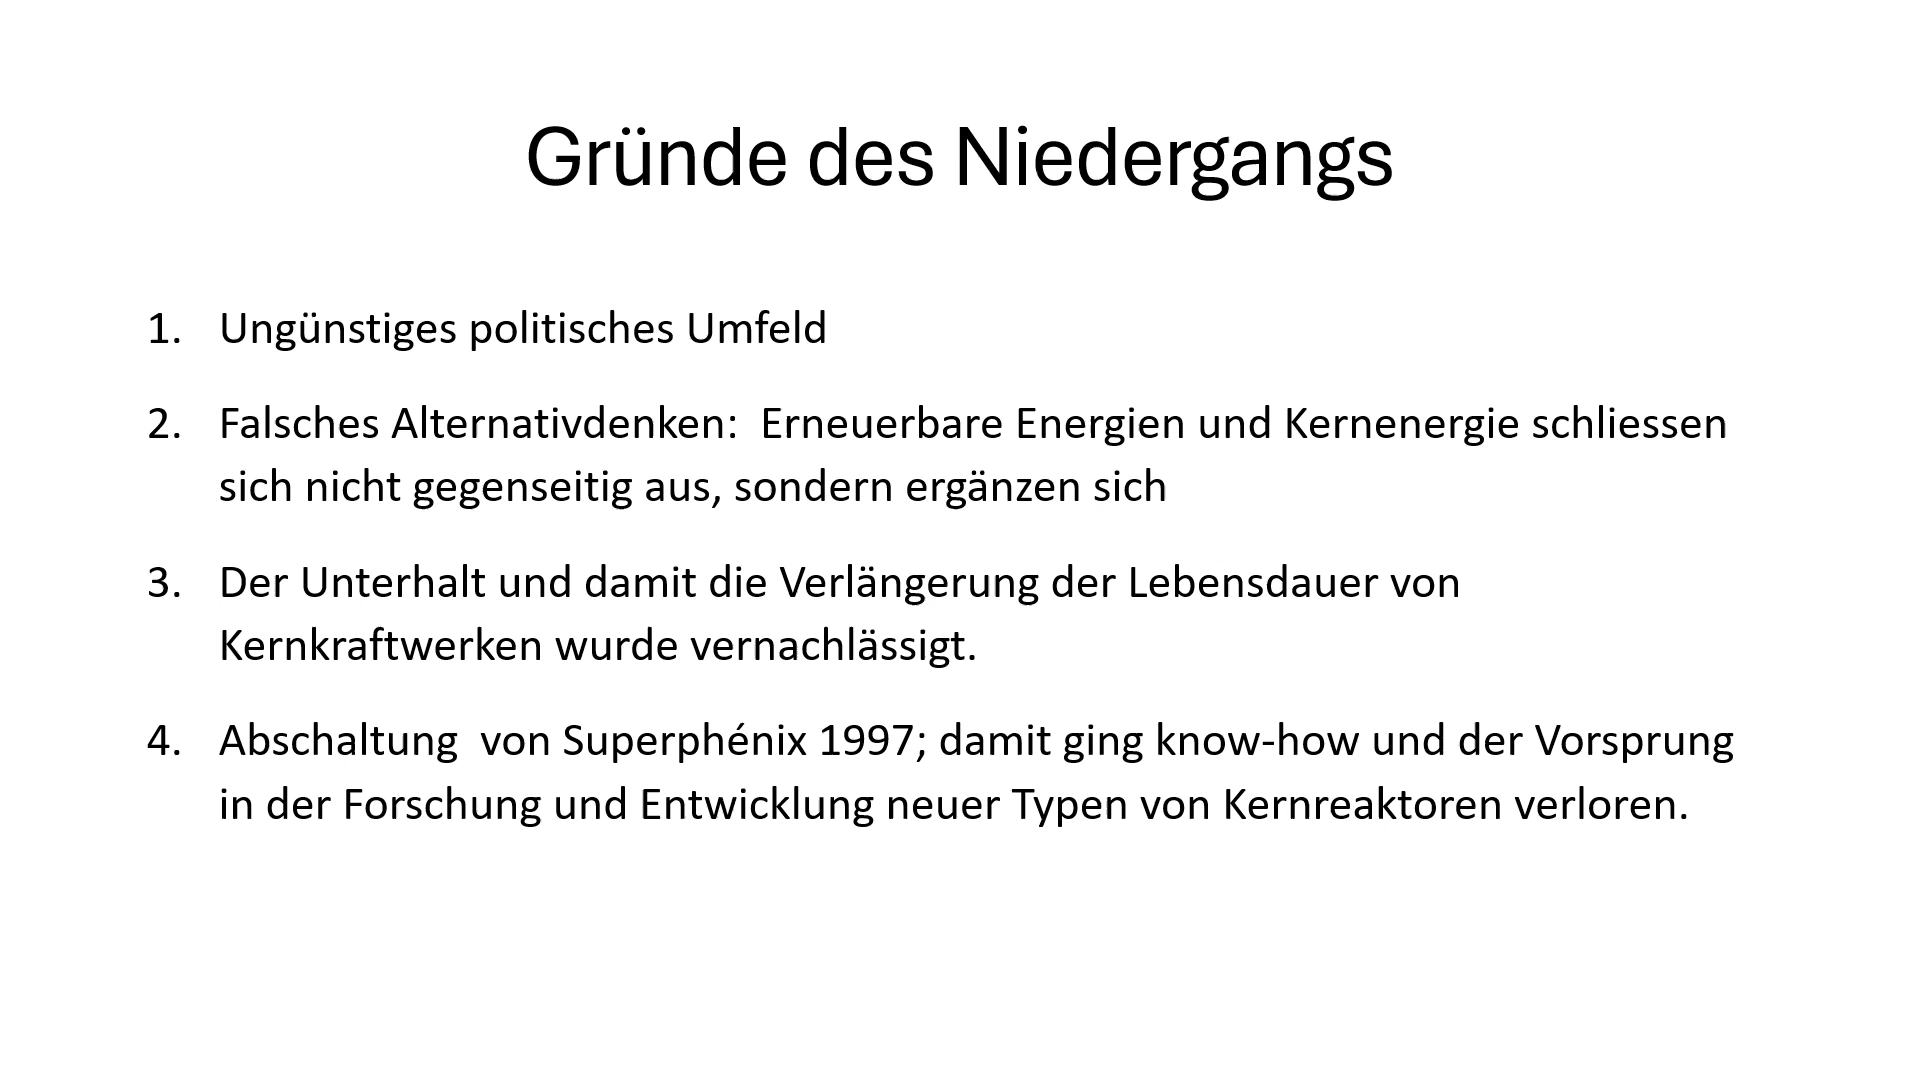 Gründe des Niedergangs
1. Ungünstiges politisches Umfeld
2. Falsches Alternativdenken:  Erneuerbare Energien und Kernenergie schliessen
sich nicht gegenseitig aus, sondern ergänzen sich
3. Der Unterhalt und damit die Verlängerung der Lebensdauer von
Kernkraftwerken wurde vernachlässigt.
4. Abschaltung  von Superphénix 1997; damit ging know-how und der Vorsprung
in der Forschung und Entwicklung neuer Typen von Kernreaktoren verloren.